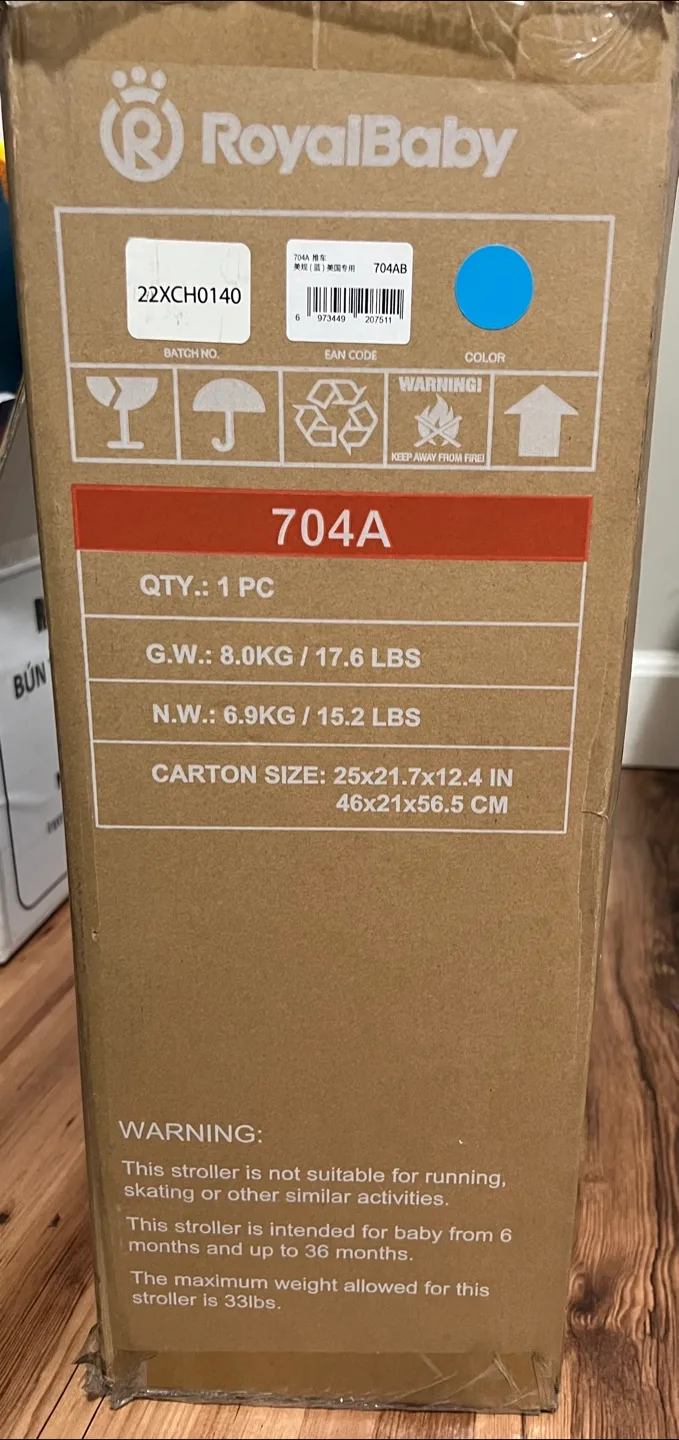 RoyalBaby
22XCH0140
BATCH NO.
704A 推车
美规(蓝)美国专用 704AB
6 973449 207511
EAN CODE
COLOR
WARNING!
KEEP AWAY FROM FIRE!
704A
QTY.: 1 PC
G.W.: 8.0KG / 17.6 LBS
N.W.: 6.9KG / 15.2 LBS
CARTON SIZE: 25x21.7x12.4 IN
46x21x56.5 CM
WARNING:
This stroller is not suitable for running,
skating or other similar activities.
This stroller is intended for baby from 6
months and up to 36 months.
The maximum weight allowed for this
stroller is 33lbs.
BÚN